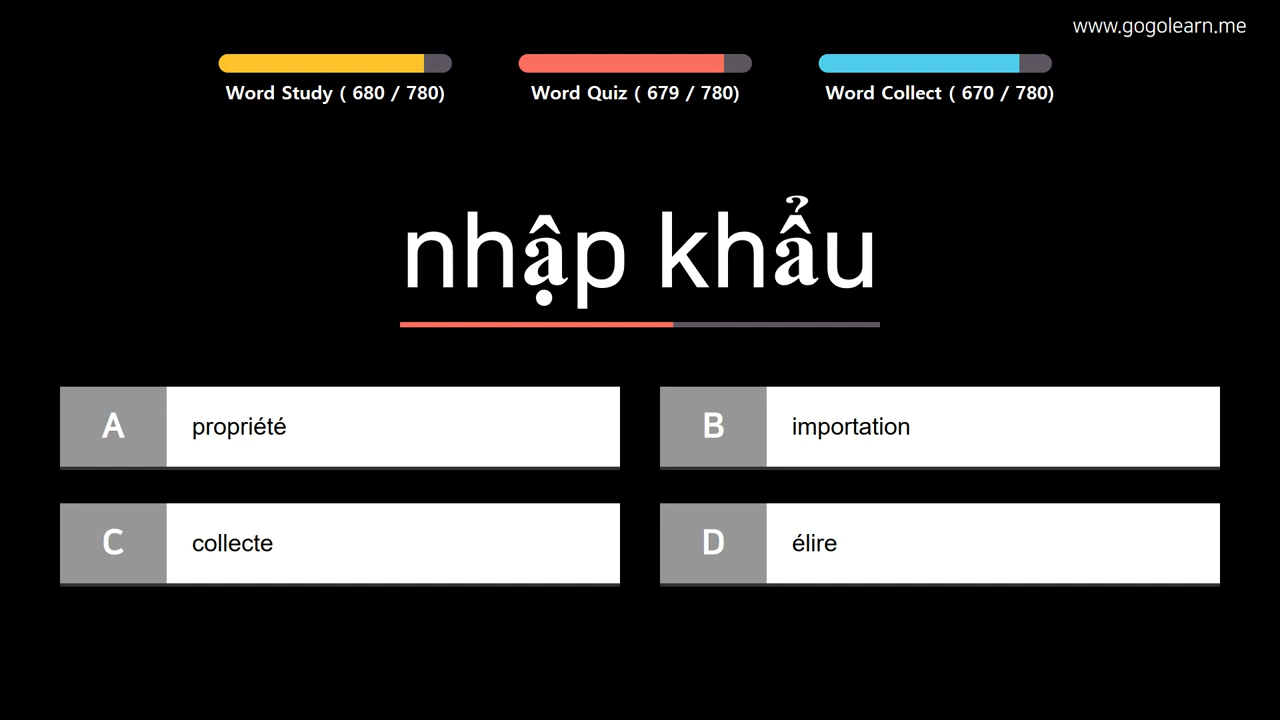 www.gogolearn.me
Word Study ( 680 / 780)
Word Quiz ( 679 / 780)
Word Collect ( 670 / 780)
nhập khẩu
A propriété
B importation
C collecte
D élire